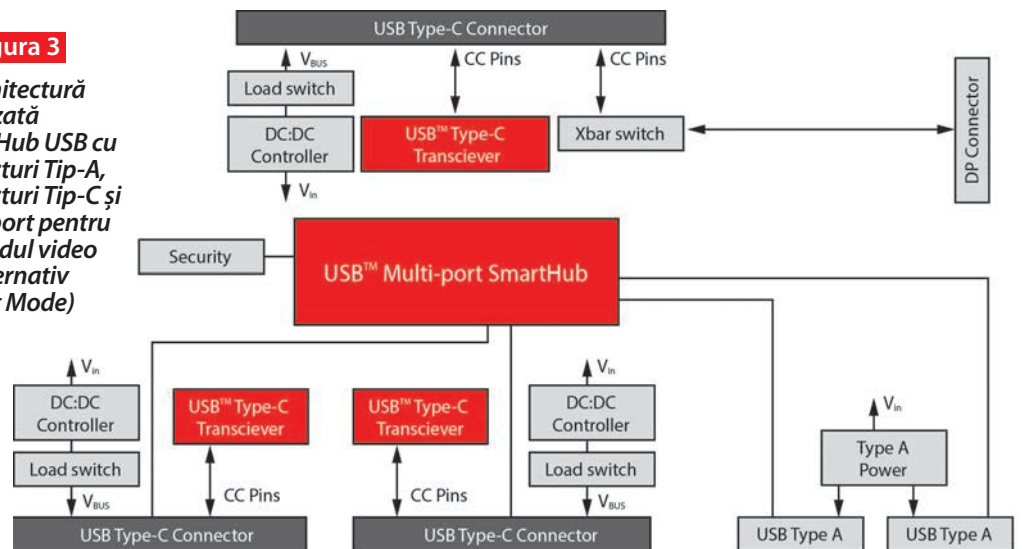 gura 3
hitectură
zată
Hub USB cu
turi Tip-A,
turi Tip-C și
port pentru
dul video
ernativ
Mode)
USB Type-C Connector
VBUS
CC Pins
CC Pins
Load switch
DC:DC
Controller
Vin
USB™ Type-C
Transciever
Xbar switch
DP Connector
Security
USB™ Multi-port SmartHub
Vin
DC:DC
Controller
Load switch
VBUS
USB™ Type-C
Transciever
CC Pins
USB Type-C Connector
USB™ Type-C
Transciever
CC Pins
Vin
DC:DC
Controller
Load switch
VBUS
USB Type-C Connector
Vin
Type A
Power
USB Type A
USB Type A